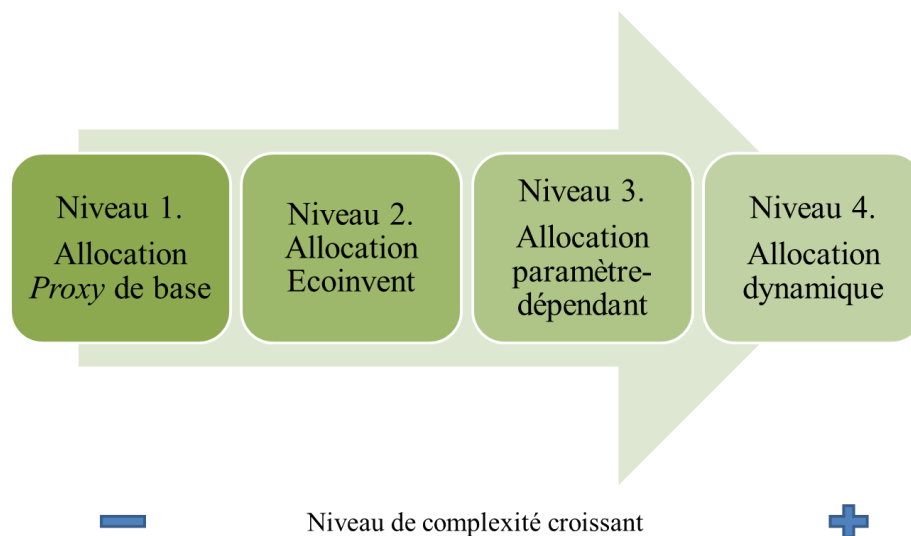 Niveau 1.
Allocation
Proxy de base
Niveau 2.
Allocation
Ecoinvent
Niveau 3.
Allocation
paramètre-
dépendant
Niveau 4.
Allocation
dynamique
Niveau de complexité croissant